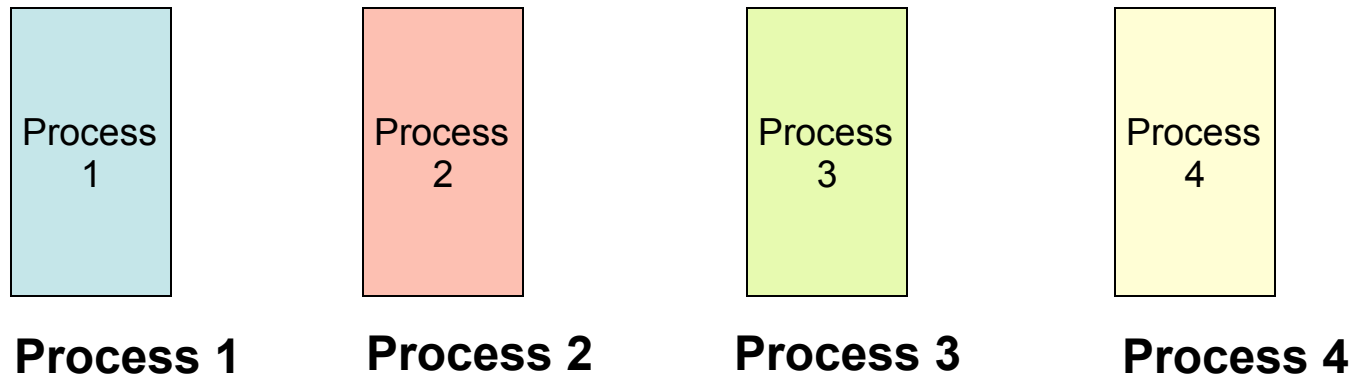 Process
1
Process
2
Process
3
Process
4
Process 1
Process 2
Process 3
Process 4